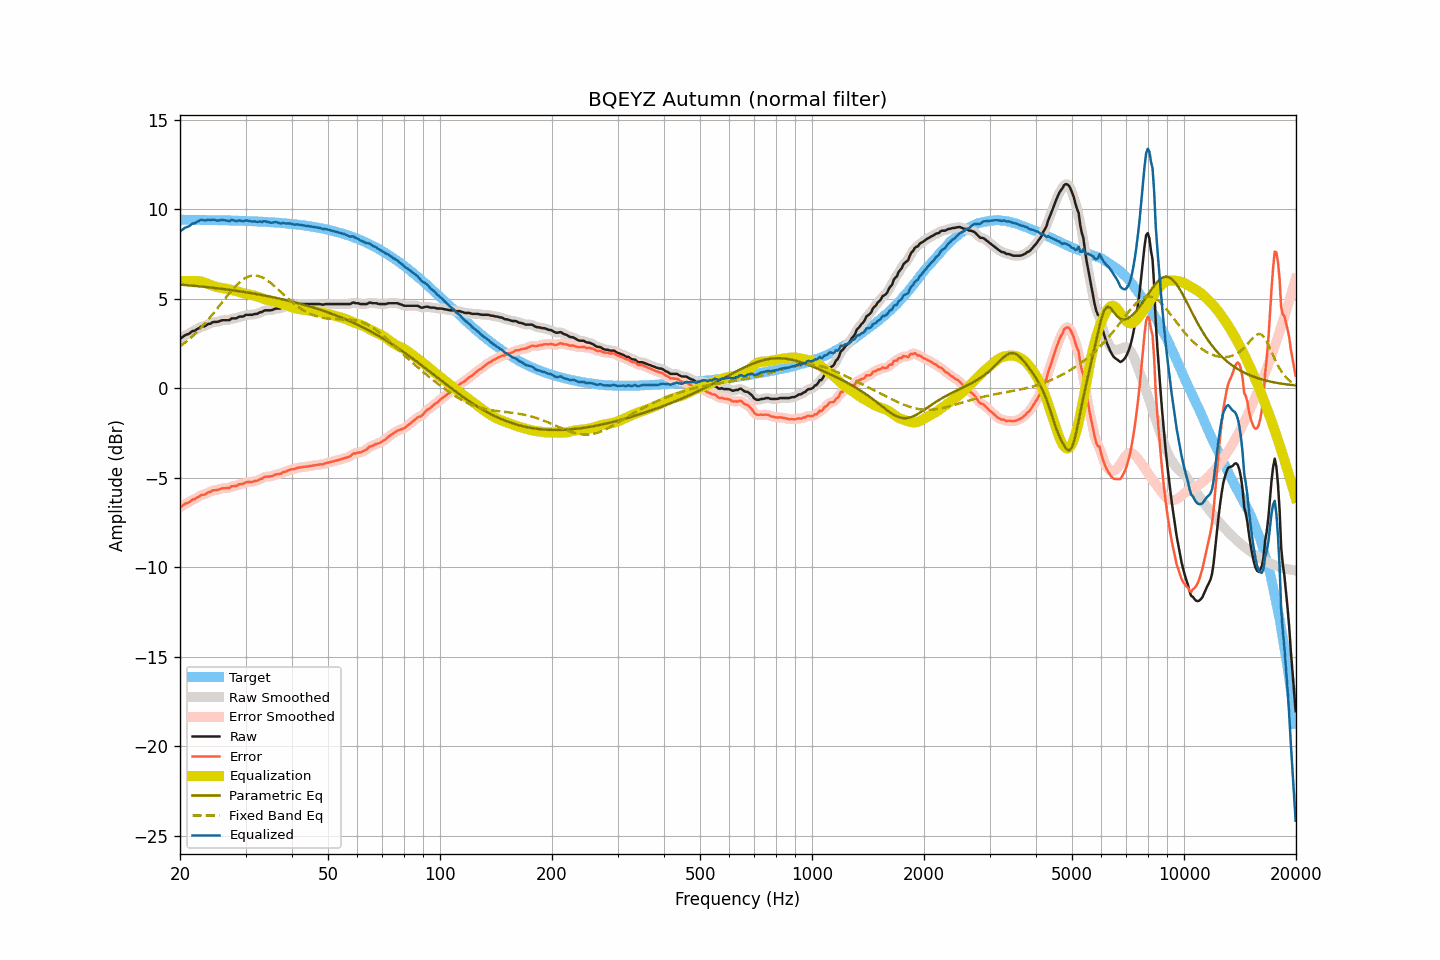 BQEYZ Autumn (normal filter)
15
10
5
0
−5
−10
−15
−20
−25
Amplitude (dBr)
Target
Raw Smoothed
Error Smoothed
Raw
Error
Equalization
Parametric Eq
Fixed Band Eq
Equalized
20 50 100 200 500 1000 2000 5000 10000 20000
Frequency (Hz)